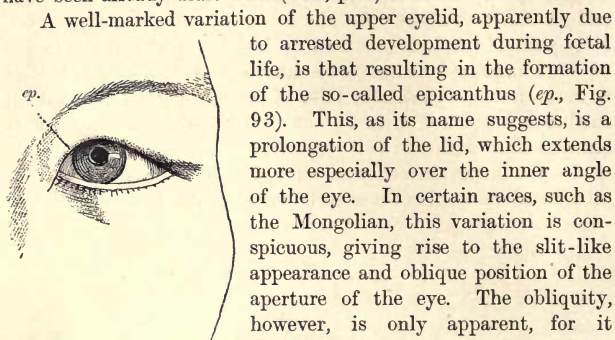 A well-marked variation of the upper eyelid, apparently due
to arrested development during fœtal
life, is that resulting in the formation
of the so-called epicanthus (ep., Fig.
93). This, as its name suggests, is a
prolongation of the lid, which extends
more especially over the inner angle
of the eye. In certain races, such as
the Mongolian, this variation is con-
spicuous, giving rise to the slit-like
appearance and oblique position of the
aperture of the eye. The obliquity,
however, is only apparent, for it
ep.